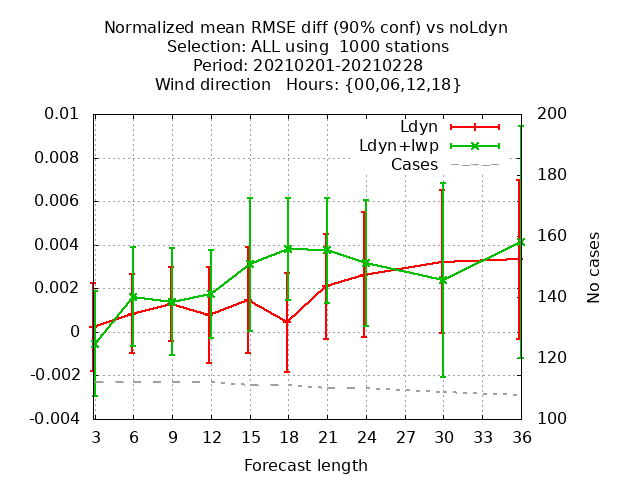 Normalized mean RMSE diff (90% conf) vs noLdyn
Selection: ALL using  1000 stations
Period: 20210201-20210228
Wind direction   Hours: {00,06,12,18}
0.01
0.008
0.006
0.004
0.002
0
-0.002
-0.004
200
180
160
140
120
100
Ldyn
Ldyn+lwp
Cases
No cases
3 6 9 12 15 18 21 24 27 30 33 36
Forecast length